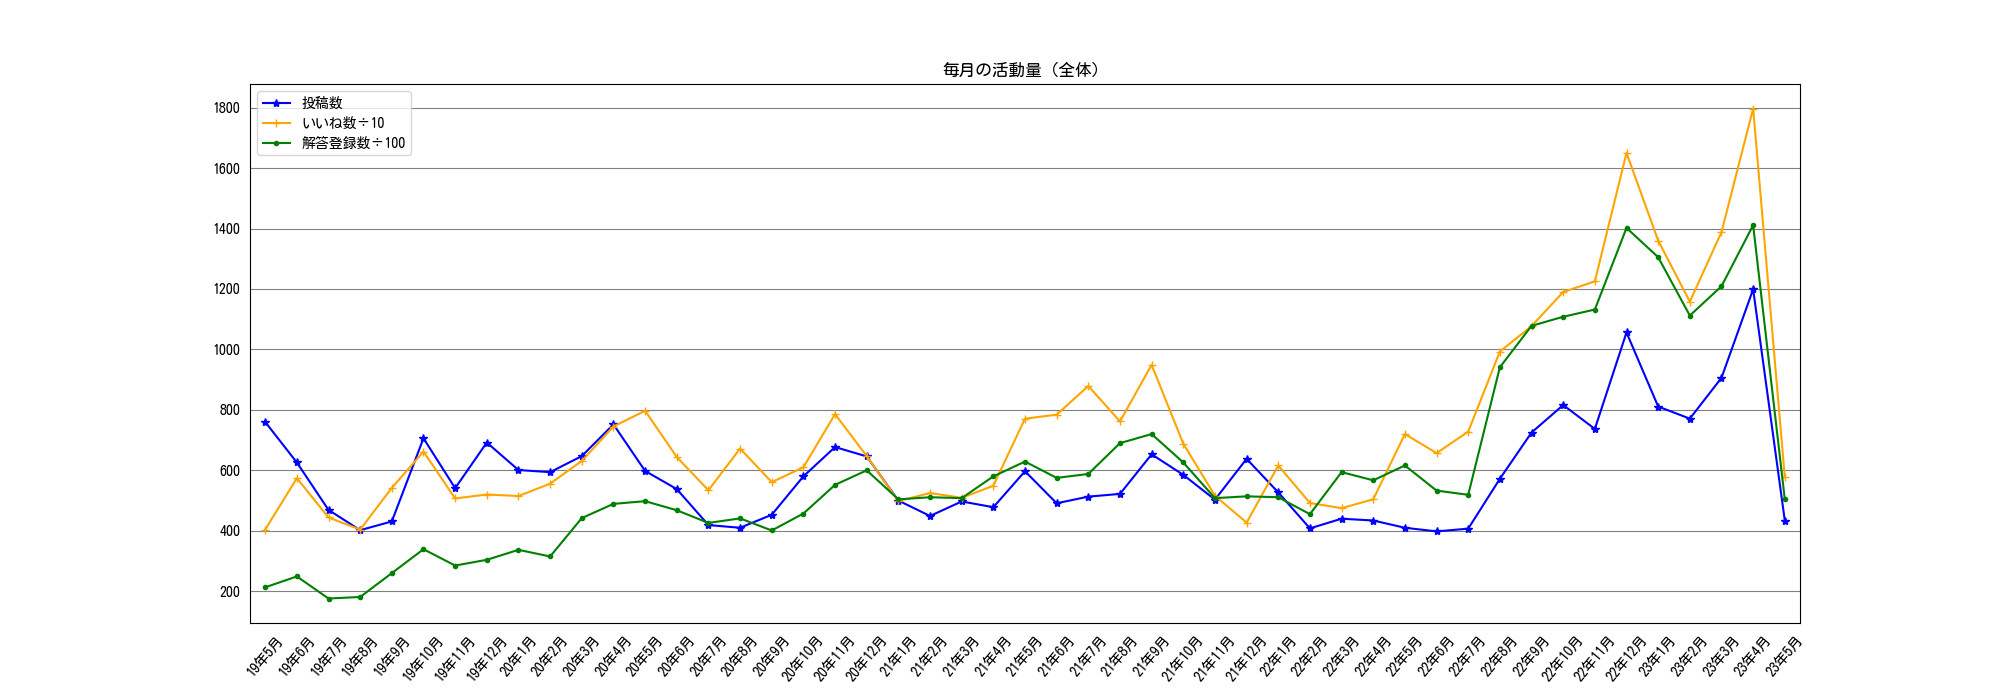 毎月の活動量（全体）
投稿数
いいね数÷10
解答登録数÷100
1800
1600
1400
1200
1000
800
600
400
200
19年5月
19年6月
19年7月
19年8月
19年9月
19年10月
19年11月
19年12月
20年1月
20年2月
20年3月
20年4月
20年5月
20年6月
20年7月
20年8月
20年9月
20年10月
20年11月
20年12月
21年1月
21年2月
21年3月
21年4月
21年5月
21年6月
21年7月
21年8月
21年9月
21年10月
21年11月
21年12月
22年1月
22年2月
22年3月
22年4月
22年5月
22年6月
22年7月
22年8月
22年9月
22年10月
22年11月
22年12月
23年1月
23年2月
23年3月
23年4月
23年5月